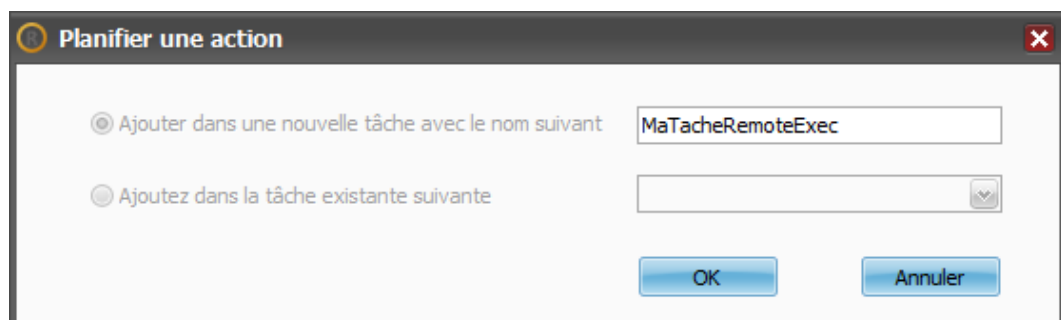 R Planifier une action
Ajouter dans une nouvelle tâche avec le nom suivant MaTacheRemoteExec
Ajoutez dans la tâche existante suivante
OK Annuler